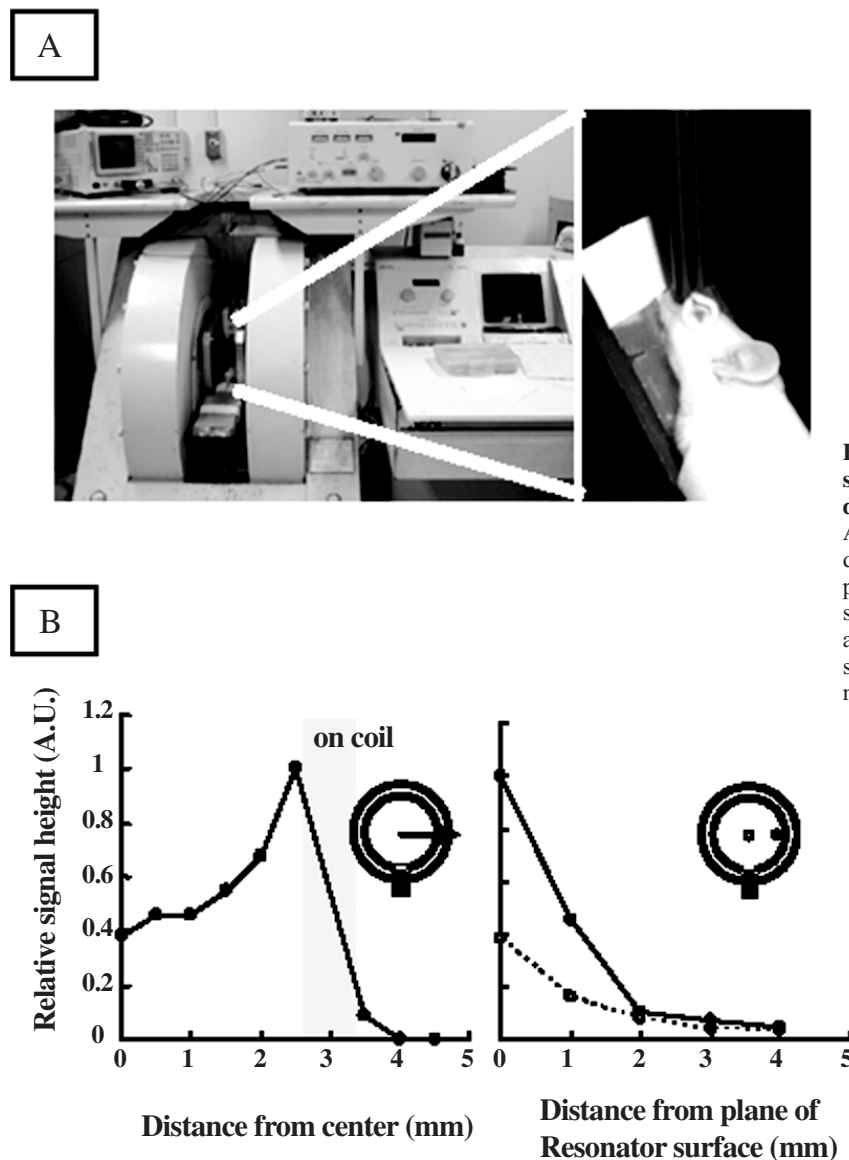 A
B
Relative signal height (A.U.)
1.2
1
0.8
0.6
0.4
0.2
0
on coil
0 1 2 3 4 5
0 1 2 3 4 5
Distance from center (mm)
Distance from plane of
Resonator surface (mm)